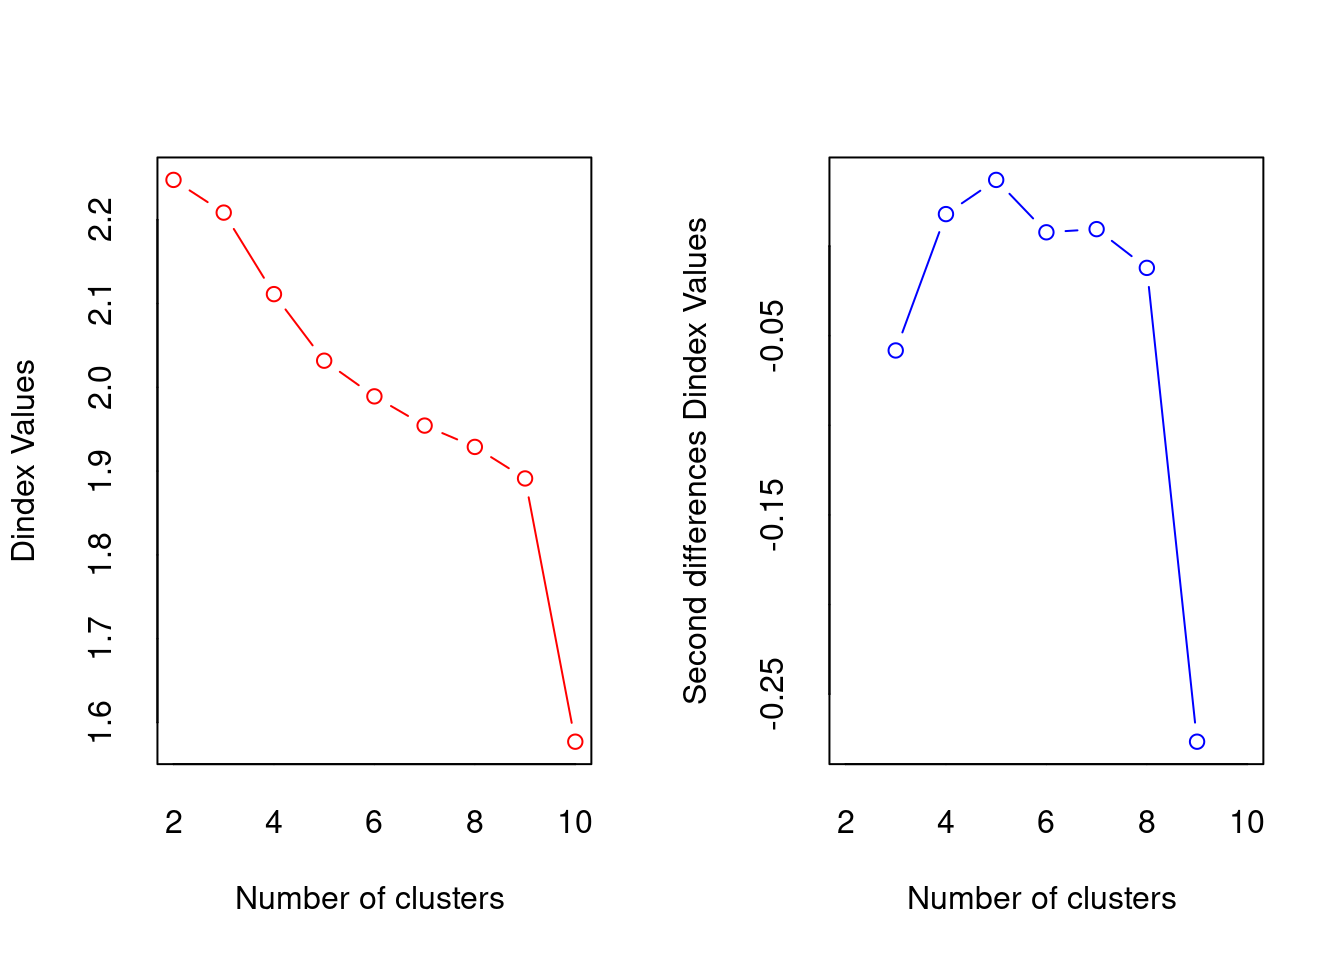 Dindex Values
2.2
2.1
2.0
1.9
1.8
1.7
1.6
2 4 6 8 10
Number of clusters
Second differences Dindex Values
-0.05
-0.15
-0.25
2 4 6 8 10
Number of clusters